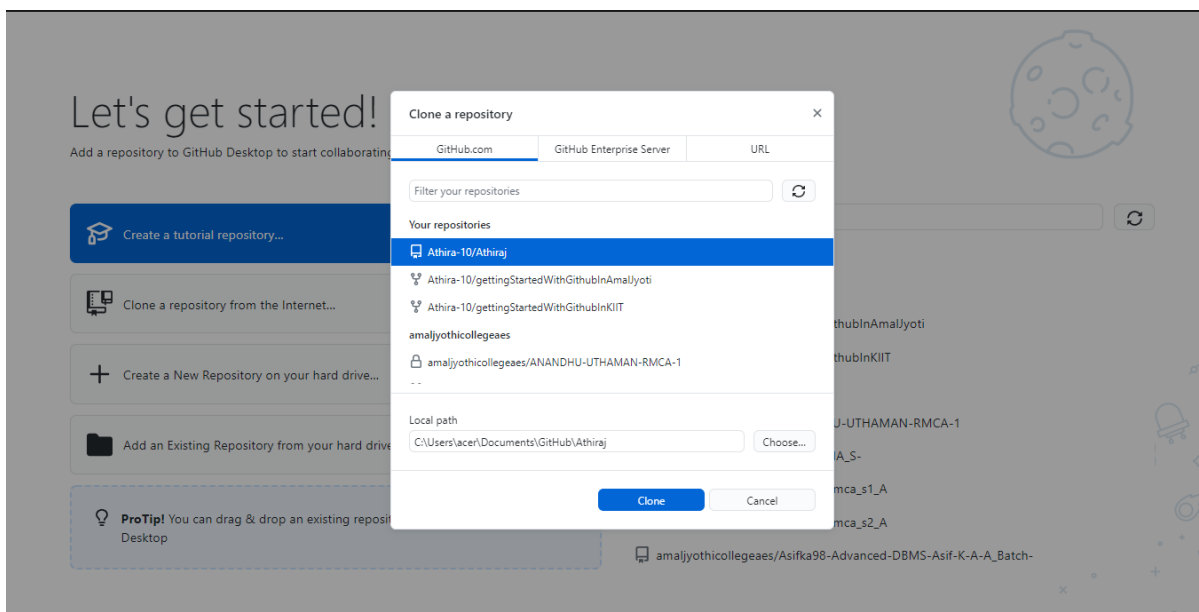 Let's get started!
Add a repository to GitHub Desktop to start collaborating
Create a tutorial repository...
Clone a repository from the Internet...
Create a New Repository on your hard drive...
Add an Existing Repository from your hard drive
ProTip! You can drag & drop an existing reposit
Desktop
Clone a repository
GitHub.com
GitHub Enterprise Server
URL
Filter your repositories
Your repositories
Athira-10/Athiraj
Athira-10/gettingStartedWithGithubInAmalJyoti
Athira-10/gettingStartedWithGithubInKIIT
amaljyothicollegeaes
amaljyothicollegeaes/ANANDHU-UTHAMAN-RMCA-1
Local path
C:\Users\acer\Documents\GitHub\Athiraj
Choose...
Clone
Cancel
thubInAmalJyoti
thubInKIIT
J-UTHAMAN-RMCA-1
IA_S-
mca_s1_A
mca_s2_A
amaljyothicollegeaes/Asifka98-Advanced-DBMS-Asif-K-A-A_Batch-